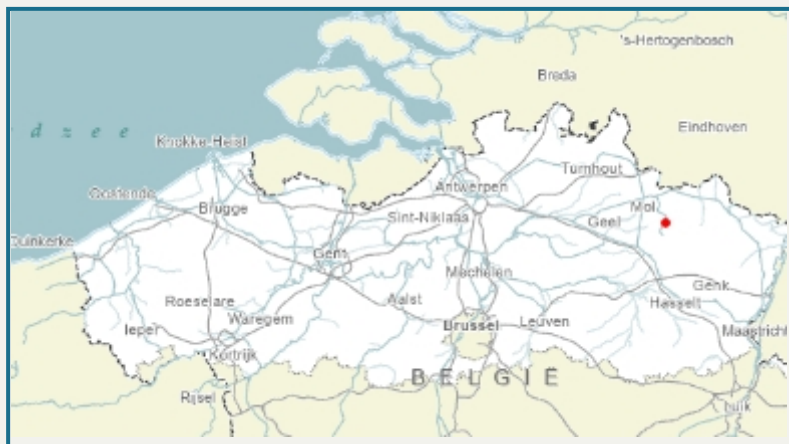 's-Hertogenbosch
Breda
d z e e
Eindhoven
Knokke-Heist
Turnhout
Antwerpen
Oostende
Brugge
Mol
Sint-Niklaas
Geel
Duinkerke
Gent
Mechelen
Genk
Roeselare
Aalst
Hasselt
Ieper
Waregem
Brussel
Leuven
Maastricht
Kortrijk
BELGIË
Rijsel
Luik